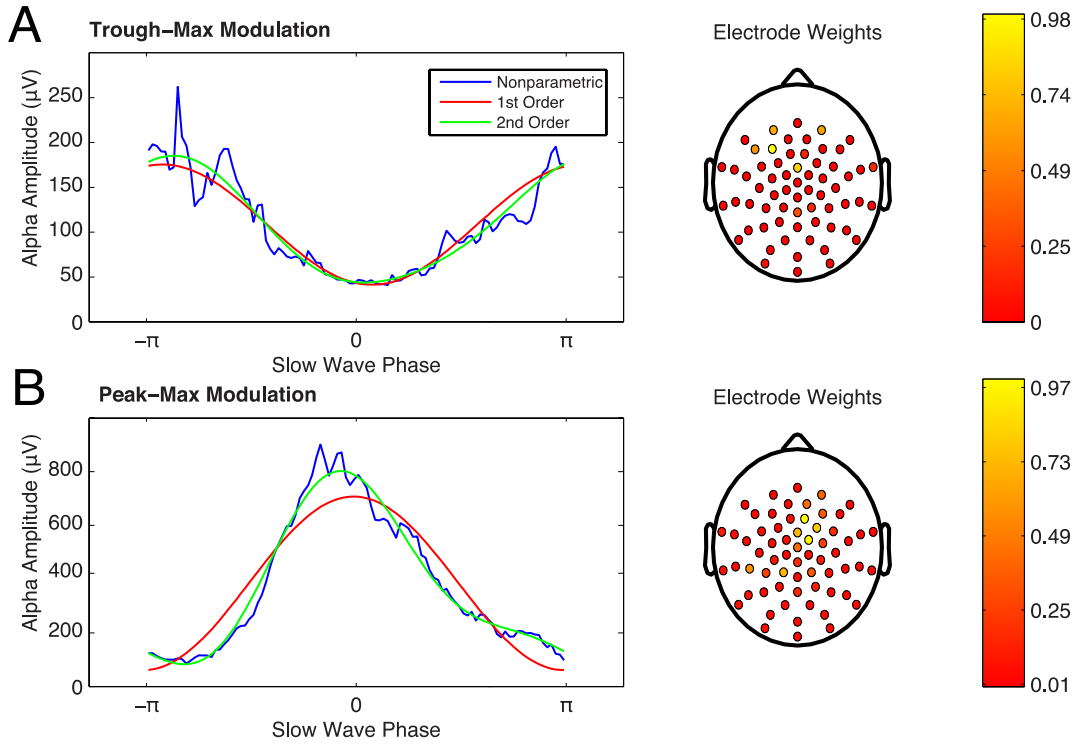 A
Trough–Max Modulation
Alpha Amplitude (µV)
250
200
150
100
50
0
−π
0
π
Slow Wave Phase
Nonparametric
1st Order
2nd Order
Electrode Weights
0.98
0.74
0.49
0.25
0
B
Peak–Max Modulation
Alpha Amplitude (µV)
800
600
400
200
0
−π
0
π
Slow Wave Phase
Electrode Weights
0.97
0.73
0.49
0.25
0.01